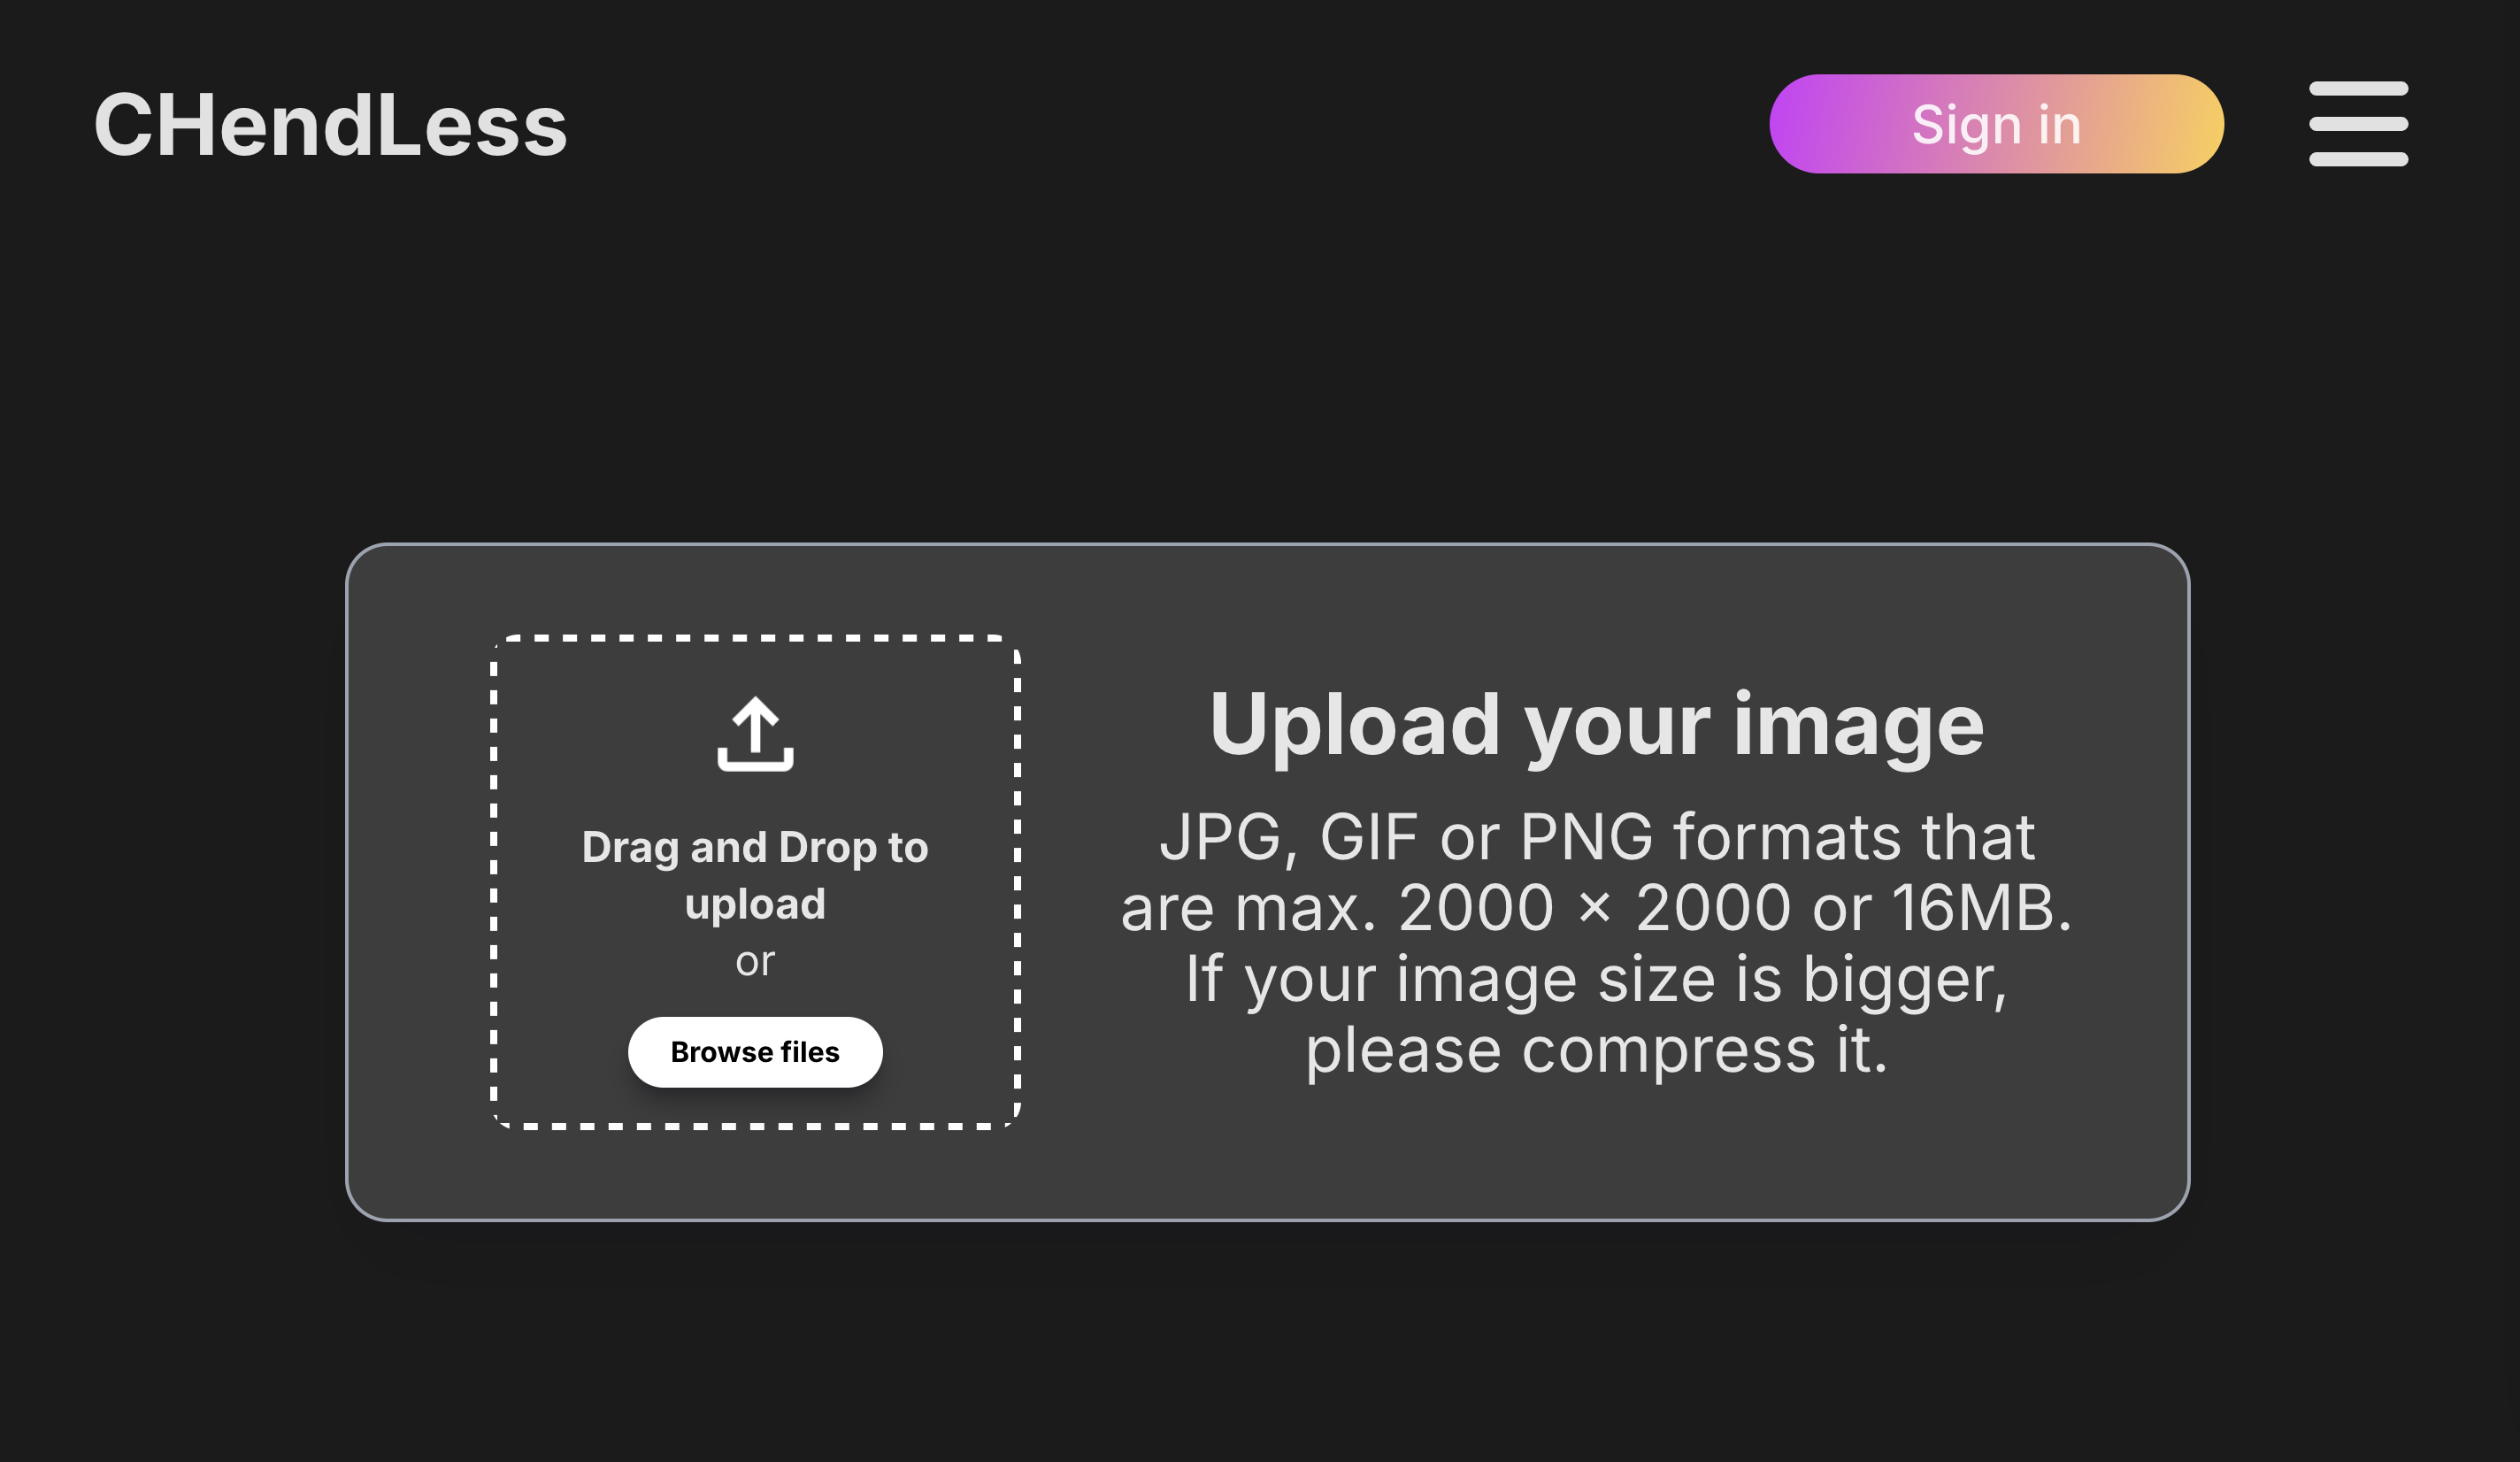 CHendLess
Sign in
Drag and Drop to
upload
or
Browse files
Upload your image
JPG, GIF or PNG formats that
are max. 2000 × 2000 or 16MB.
If your image size is bigger,
please compress it.